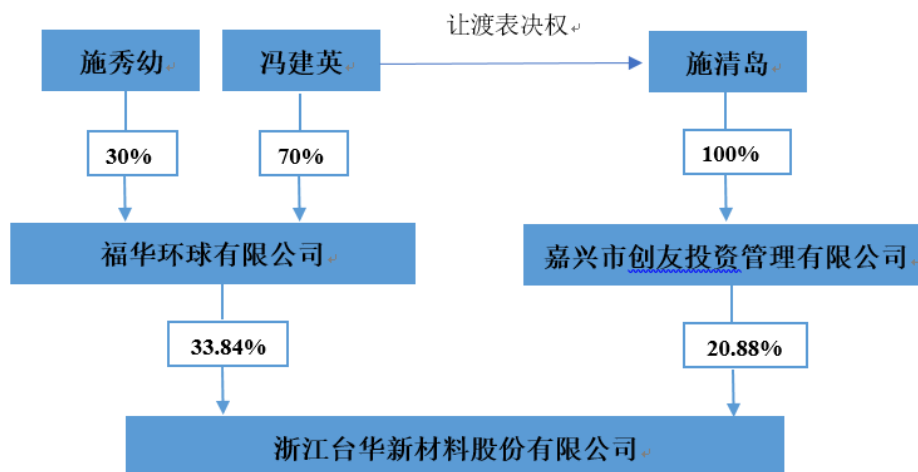 让渡表决权
施秀幼
冯建英
施清岛
30%
70%
100%
福华环球有限公司
嘉兴市创友投资管理有限公司
33.84%
20.88%
浙江台华新材料股份有限公司